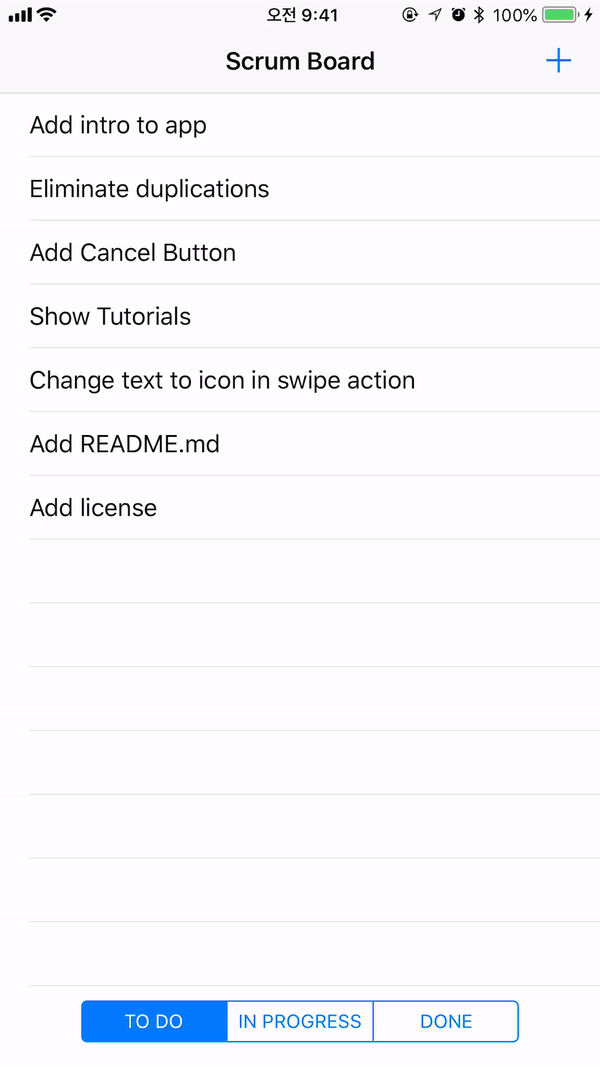 오전 9:41
100%
Scrum Board
Add intro to app
Eliminate duplications
Add Cancel Button
Show Tutorials
Change text to icon in swipe action
Add README.md
Add license
TO DO
IN PROGRESS
DONE